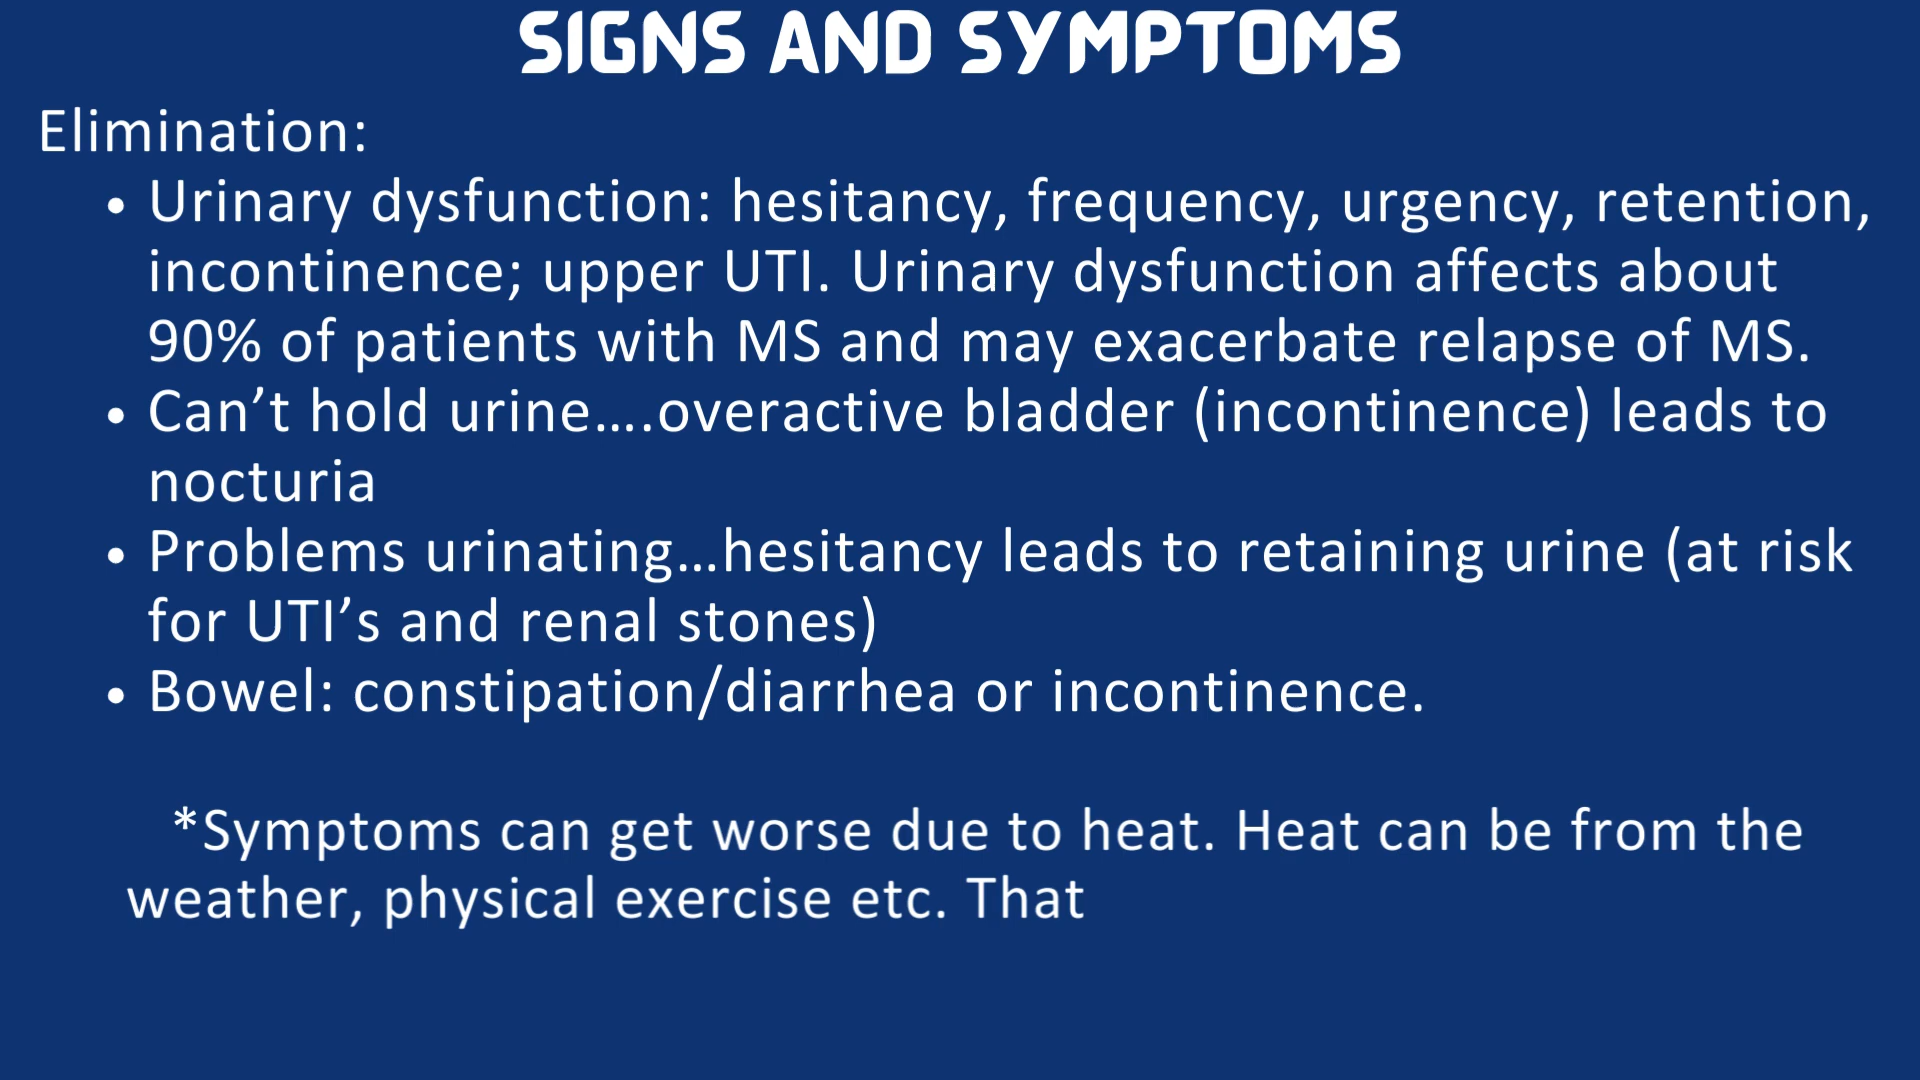 SIGNS AND SYMPTOMS
Elimination:
• Urinary dysfunction: hesitancy, frequency, urgency, retention,
incontinence; upper UTI. Urinary dysfunction affects about
90% of patients with MS and may exacerbate relapse of MS.
• Can’t hold urine….overactive bladder (incontinence) leads to
nocturia
• Problems urinating…hesitancy leads to retaining urine (at risk
for UTI’s and renal stones)
• Bowel: constipation/diarrhea or incontinence.
*Symptoms can get worse due to heat. Heat can be from the
weather, physical exercise etc. That